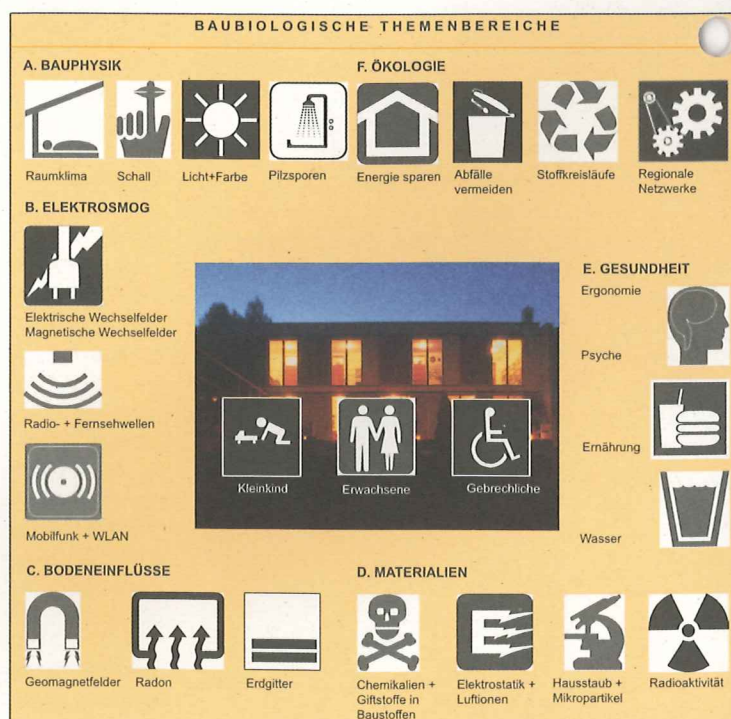 BAUBIOLOGISCHE THEMENBEREICHE
A. BAUPHYSIK
Raumklima
Schall
Licht+Farbe
Pilzsporen
F. ÖKOLOGIE
Energie sparen
Abfälle
vermeiden
Stoffkreisläufe
Regionale
Netzwerke
B. ELEKTROSMOG
Elektrische Wechselfelder
Magnetische Wechselfelder
Radio- + Fernsehwellen
Mobilfunk + WLAN
Kleinkind
Erwachsene
Gebrechliche
E. GESUNDHEIT
Ergonomie
Psyche
Ernährung
Wasser
C. BODENEINFLÜSSE
Geomagnetfelder
Radon
Erdgitter
D. MATERIALIEN
Chemikalien +
Giftstoffe in
Baustoffen
Elektrostatik +
Luftionen
Hausstaub +
Mikropartikel
Radioaktivität